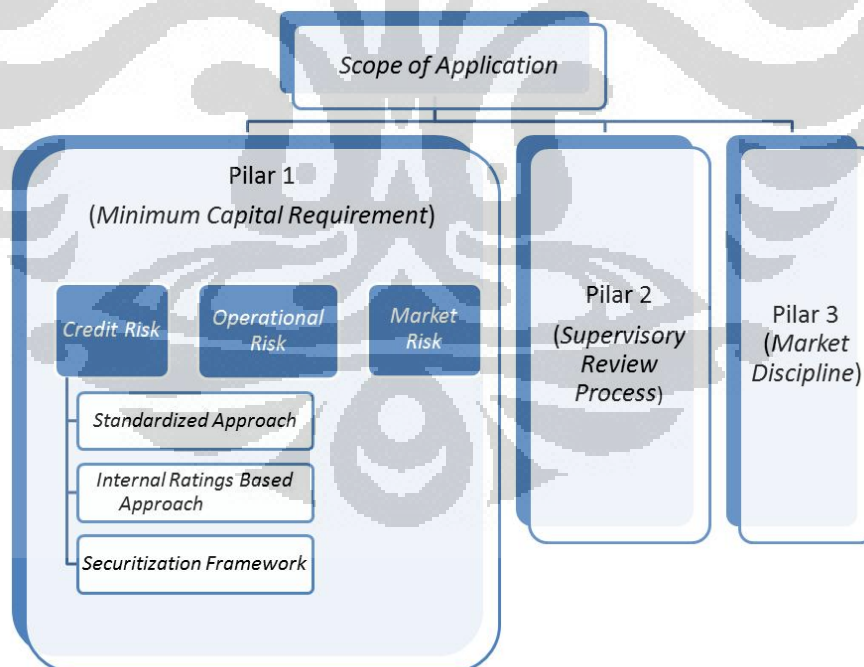 Scope of Application
Pilar 1
(Minimum Capital Requirement)
Credit Risk
Operational
Risk
Market
Risk
Standardized Approach
Internal Ratings Based
Approach
Securitization Framework
Pilar 2
(Supervisory
Review
Process)
Pilar 3
(Market
Discipline)